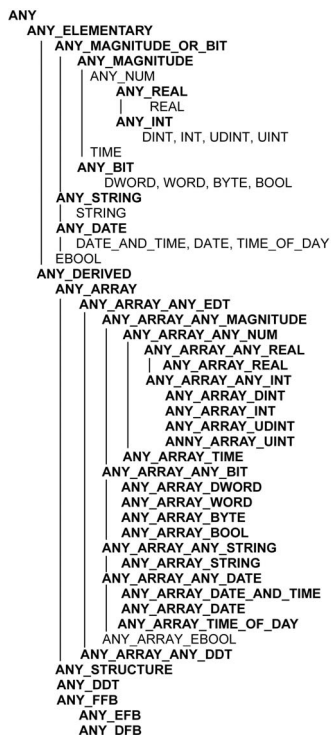 ANY
ANY_ELEMENTARY
ANY_MAGNITUDE_OR_BIT
ANY_MAGNITUDE
ANY_NUM
ANY_REAL
REAL
ANY_INT
DINT, INT, UDINT, UINT
TIME
ANY_BIT
DWORD, WORD, BYTE, BOOL
ANY_STRING
STRING
ANY_DATE
DATE_AND_TIME, DATE, TIME_OF_DAY
EBOOL
ANY_DERIVED
ANY_ARRAY
ANY_ARRAY_ANY_EDT
ANY_ARRAY_ANY_MAGNITUDE
ANY_ARRAY_ANY_NUM
ANY_ARRAY_ANY_REAL
ANY_ARRAY_REAL
ANY_ARRAY_ANY_INT
ANY_ARRAY_DINT
ANY_ARRAY_INT
ANY_ARRAY_UDINT
ANNY_ARRAY_UINT
ANY_ARRAY_TIME
ANY_ARRAY_ANY_BIT
ANY_ARRAY_DWORD
ANY_ARRAY_WORD
ANY_ARRAY_BYTE
ANY_ARRAY_BOOL
ANY_ARRAY_ANY_STRING
ANY_ARRAY_STRING
ANY_ARRAY_ANY_DATE
ANY_ARRAY_DATE_AND_TIME
ANY_ARRAY_DATE
ANY_ARRAY_TIME_OF_DAY
ANY_ARRAY_EBOOL
ANY_ARRAY_ANY_DDT
ANY_STRUCTURE
ANY_DDT
ANY_FFB
ANY_EFB
ANY_DFB